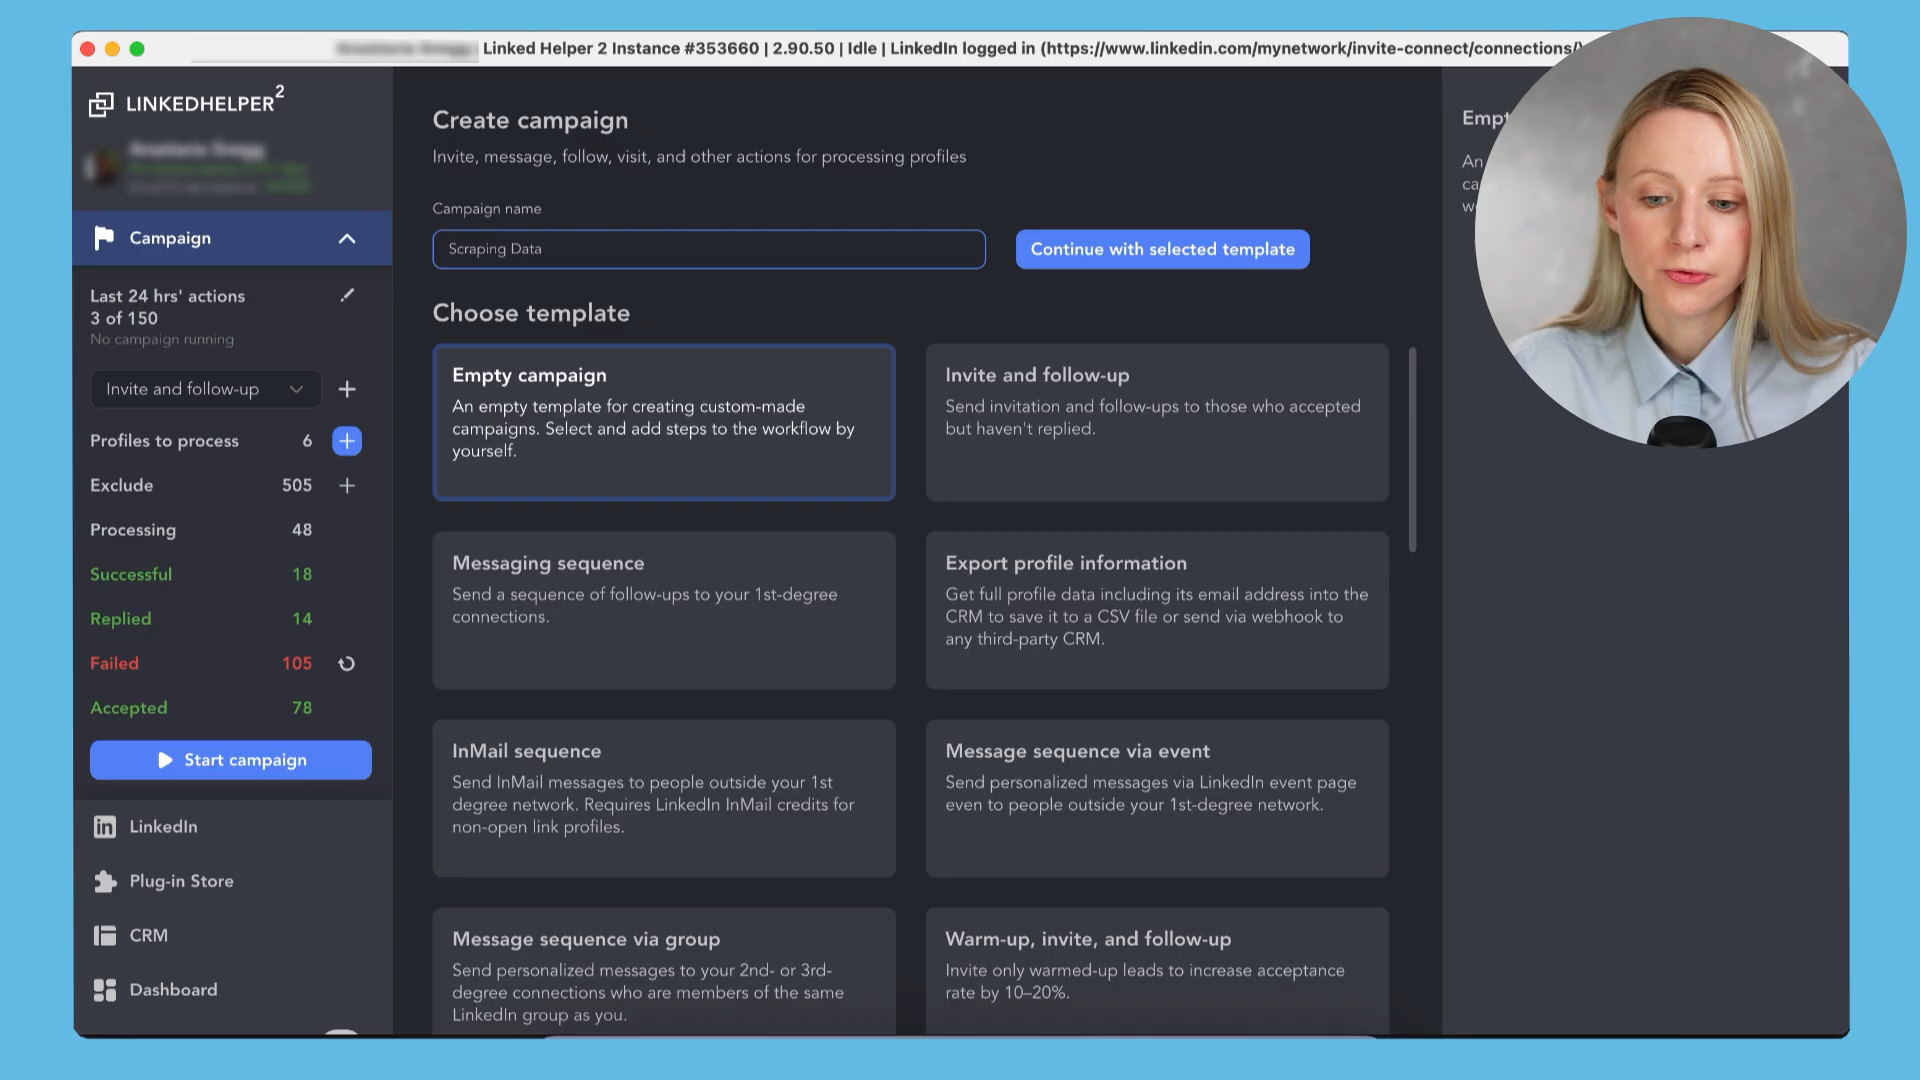 Linked Helper 2 Instance #353660 | 2.90.50 | Idle | LinkedIn logged in (https://www.linkedin.com/mynetwork/invite-connect/connections/)
LINKEDHELPER2
Campaign
Last 24 hrs' actions
3 of 150
No campaign running
Invite and follow-up
Profiles to process 6
Exclude 505
Processing 48
Successful 18
Replied 14
Failed 105
Accepted 78
Start campaign
LinkedIn
Plug-in Store
CRM
Dashboard
Create campaign
Invite, message, follow, visit, and other actions for processing profiles
Campaign name
Scraping Data
Continue with selected template
Choose template
Empty campaign
An empty template for creating custom-made
campaigns. Select and add steps to the workflow by
yourself.
Invite and follow-up
Send invitation and follow-ups to those who accepted
but haven't replied.
Messaging sequence
Send a sequence of follow-ups to your 1st-degree
connections.
Export profile information
Get full profile data including its email address into the
CRM to save it to a CSV file or send via webhook to
any third-party CRM.
InMail sequence
Send InMail messages to people outside your 1st
degree network. Requires LinkedIn InMail credits for
non-open link profiles.
Message sequence via event
Send personalized messages via LinkedIn event page
even to people outside your 1st-degree network.
Message sequence via group
Send personalized messages to your 2nd- or 3rd-
degree connections who are members of the same
LinkedIn group as you.
Warm-up, invite, and follow-up
Invite only warmed-up leads to increase acceptance
rate by 10–20%.
Empt
An
ca
w